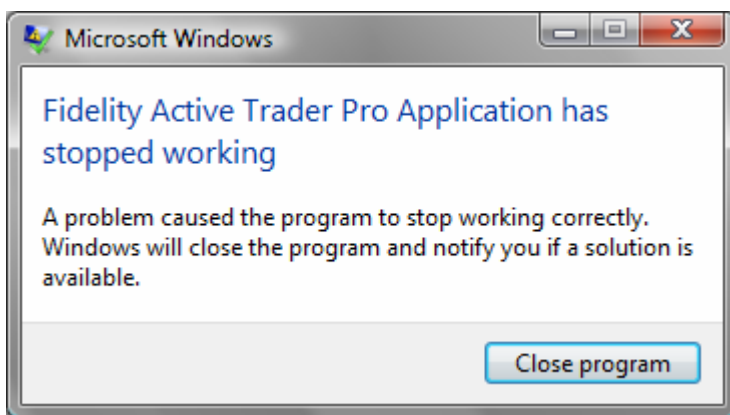 Microsoft Windows
Fidelity Active Trader Pro Application has
stopped working
A problem caused the program to stop working correctly.
Windows will close the program and notify you if a solution is
available.
Close program